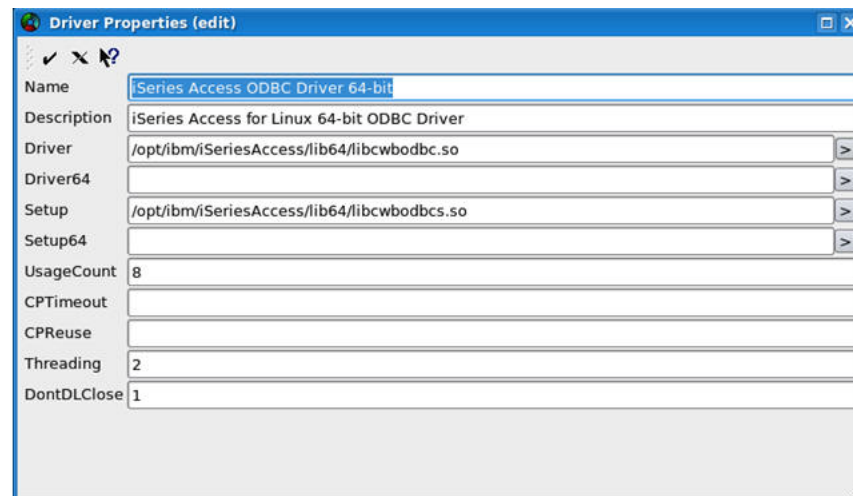 Driver Properties (edit)
Name iSeries Access ODBC Driver 64-bit
Description iSeries Access for Linux 64-bit ODBC Driver
Driver /opt/ibm/iSeriesAccess/lib64/libcwbodbc.so >
Driver64 >
Setup /opt/ibm/iSeriesAccess/lib64/libcwbodbcs.so >
Setup64 >
UsageCount 8
CPTimeout
CPReuse
Threading 2
DontDLClose 1